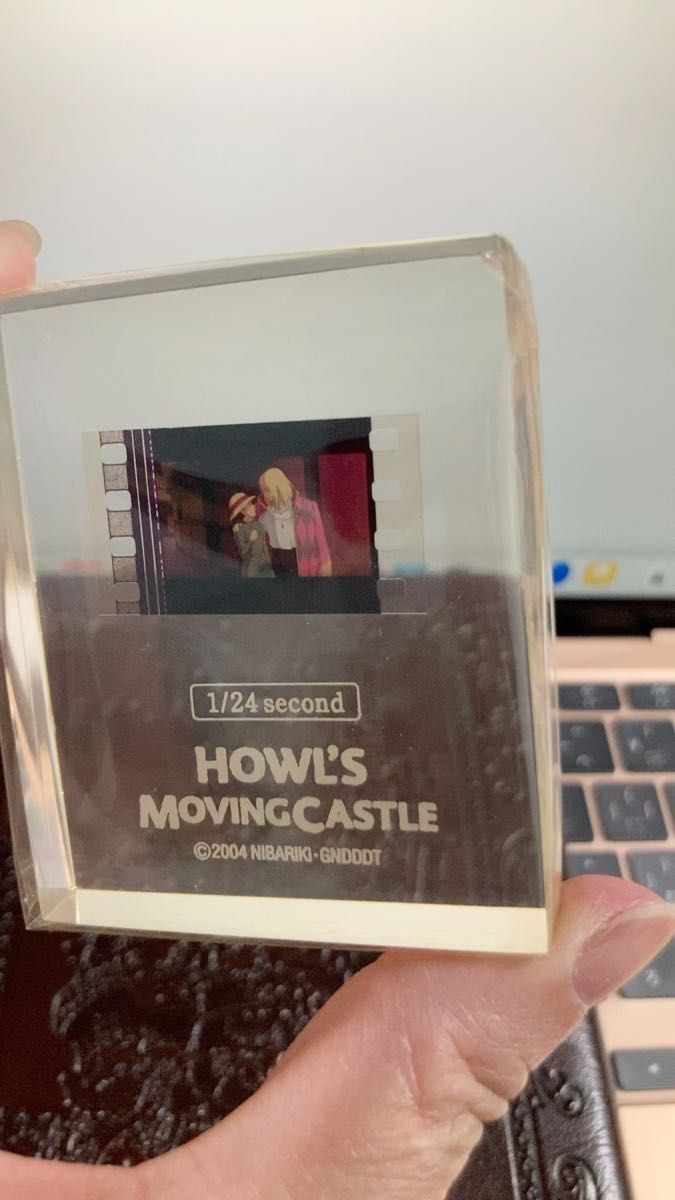 1/24 second
HOWL'S
MOVINGCASTLE
©2004 NIBARIKI・GNDDDT